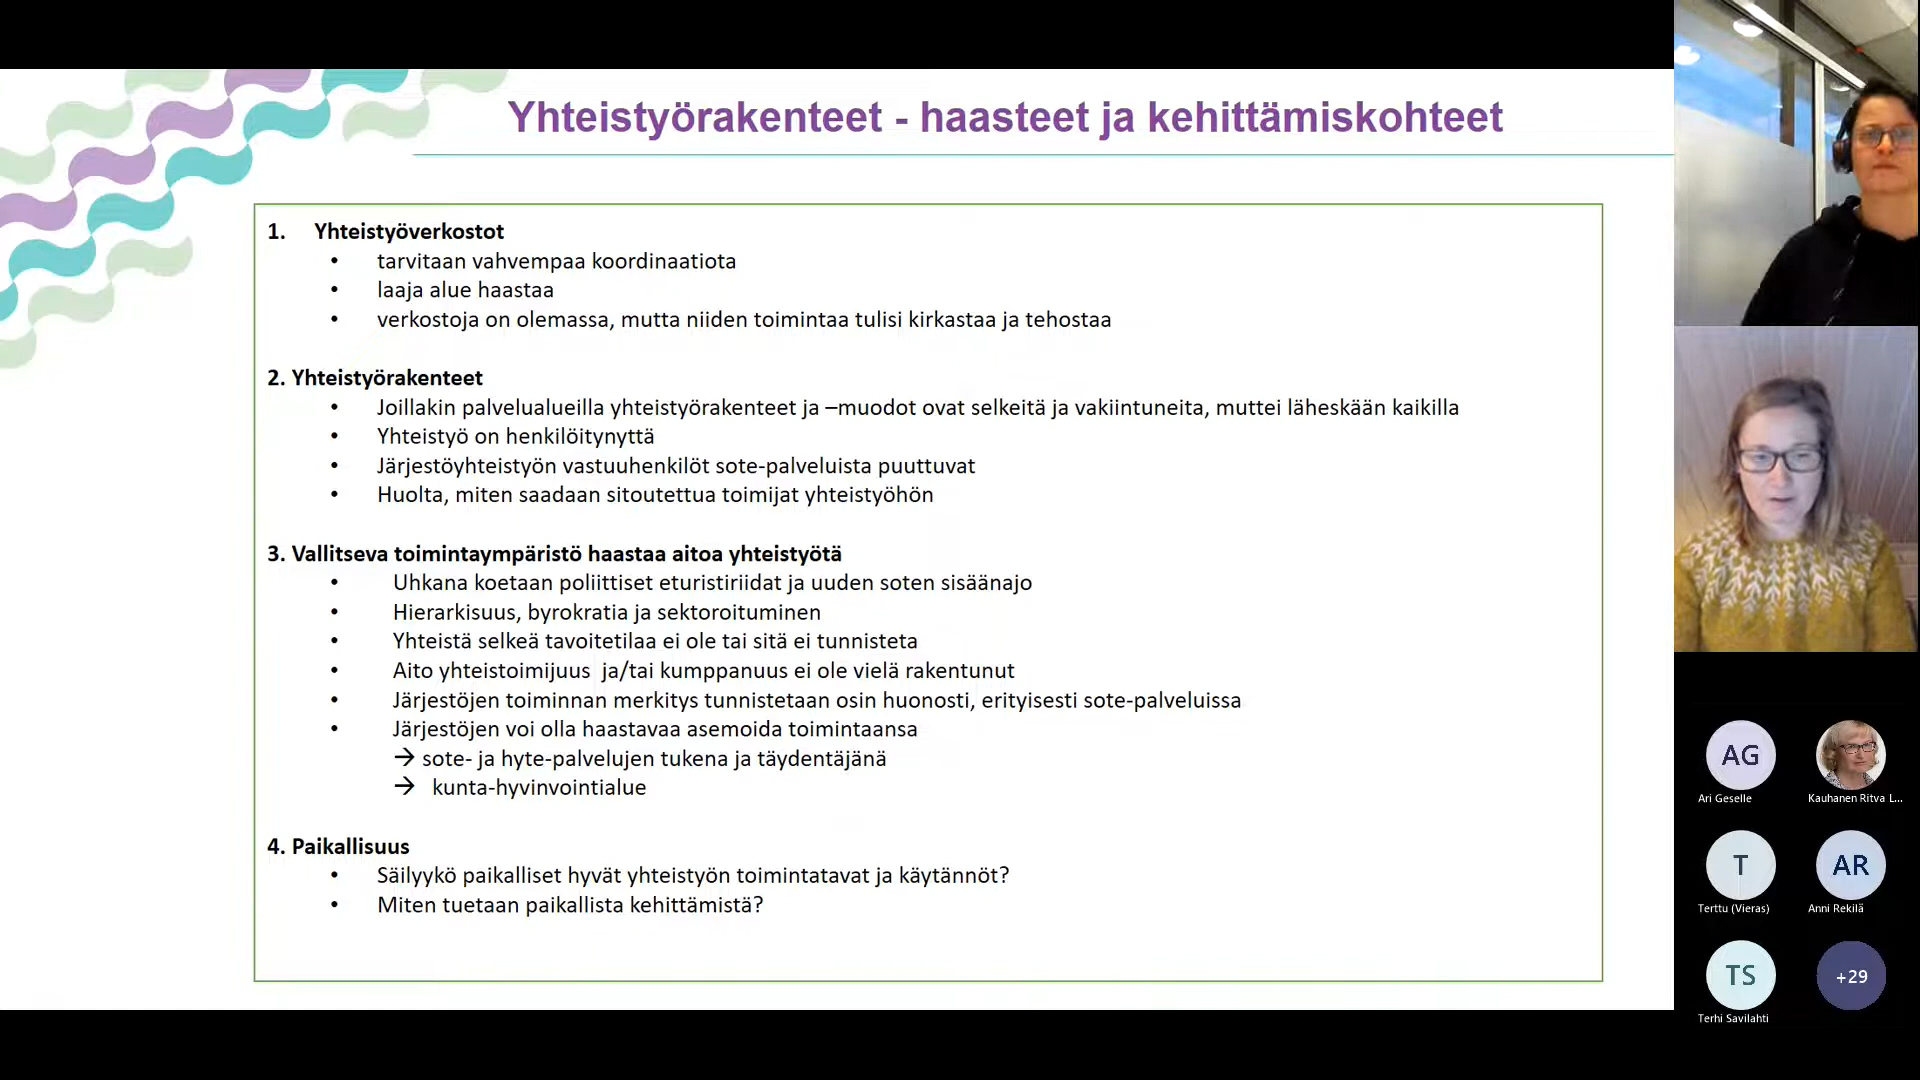 Yhteistyörakenteet - haasteet ja kehittämiskohteet
1. Yhteistyöverkostot
• tarvitaan vahvempaa koordinaatiota
• laaja alue haastaa
• verkostoja on olemassa, mutta niiden toimintaa tulisi kirkastaa ja tehostaa
2. Yhteistyörakenteet
• Joillakin palvelualueilla yhteistyörakenteet ja –muodot ovat selkeitä ja vakiintuneita, muttei läheskään kaikilla
• Yhteistyö on henkilöitynyttä
• Järjestöyhteistyön vastuuhenkilöt sote-palveluista puuttuvat
• Huolta, miten saadaan sitoutettua toimijat yhteistyöhön
3. Vallitseva toimintaympäristö haastaa aitoa yhteistyötä
• Uhkana koetaan poliittiset eturistiriidat ja uuden soten sisäänajo
• Hierarkisuus, byrokratia ja sektoroituminen
• Yhteistä selkeä tavoitetilaa ei ole tai sitä ei tunnisteta
• Aito yhteistoimijuus ja/tai kumppanuus ei ole vielä rakentunut
• Järjestöjen toiminnan merkitys tunnistetaan osin huonosti, erityisesti sote-palveluissa
• Järjestöjen voi olla haastavaa asemoida toimintaansa
→ sote- ja hyte-palvelujen tukena ja täydentäjänä
→ kunta-hyvinvointialue
4. Paikallisuus
• Säilyykö paikalliset hyvät yhteistyön toimintatavat ja käytännöt?
• Miten tuetaan paikallista kehittämistä?
AG
Ari Geselle
Kauhanen Ritva L...
T
Terttu (Vieras)
AR
Anni Rekilä
TS
Terhi Savilahti
+29